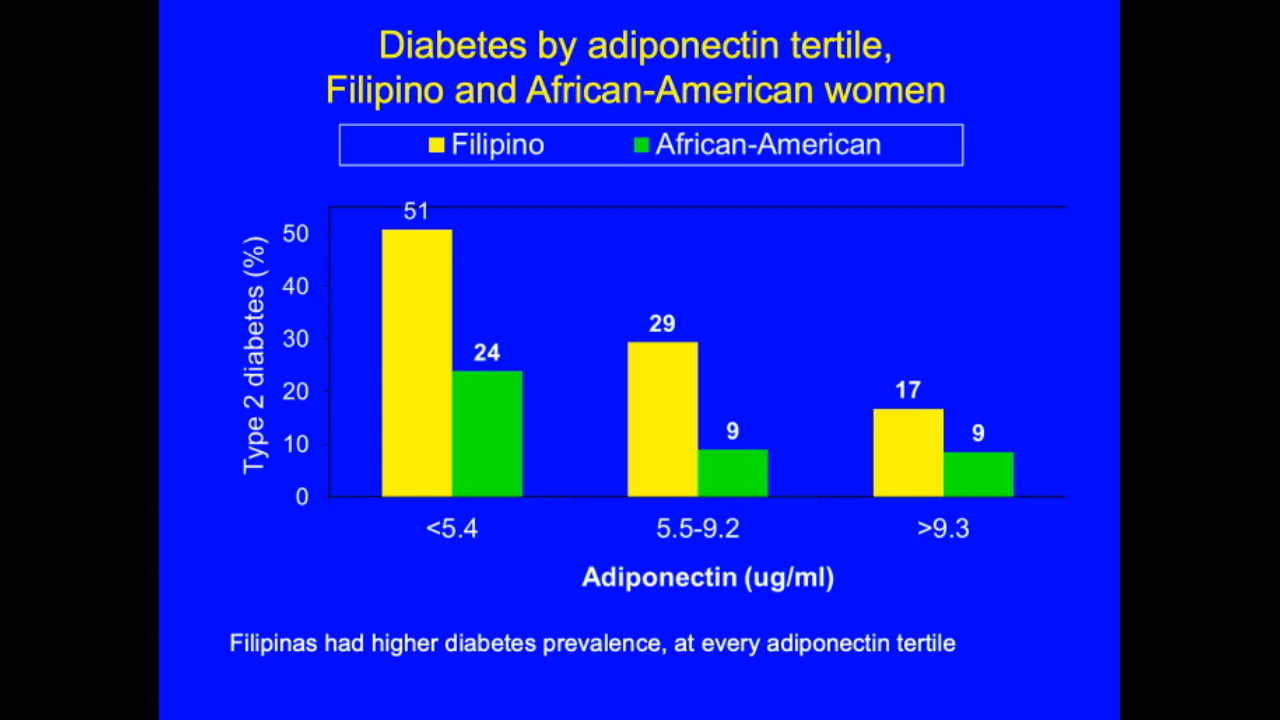 Diabetes by adiponectin tertile,
Filipino and African-American women
Filipino African-American
51
50
40
30
20
10
0
Type 2 diabetes (%)
24
29
9
17
9
<5.4 5.5-9.2 >9.3
Adiponectin (ug/ml)
Filipinas had higher diabetes prevalence, at every adiponectin tertile